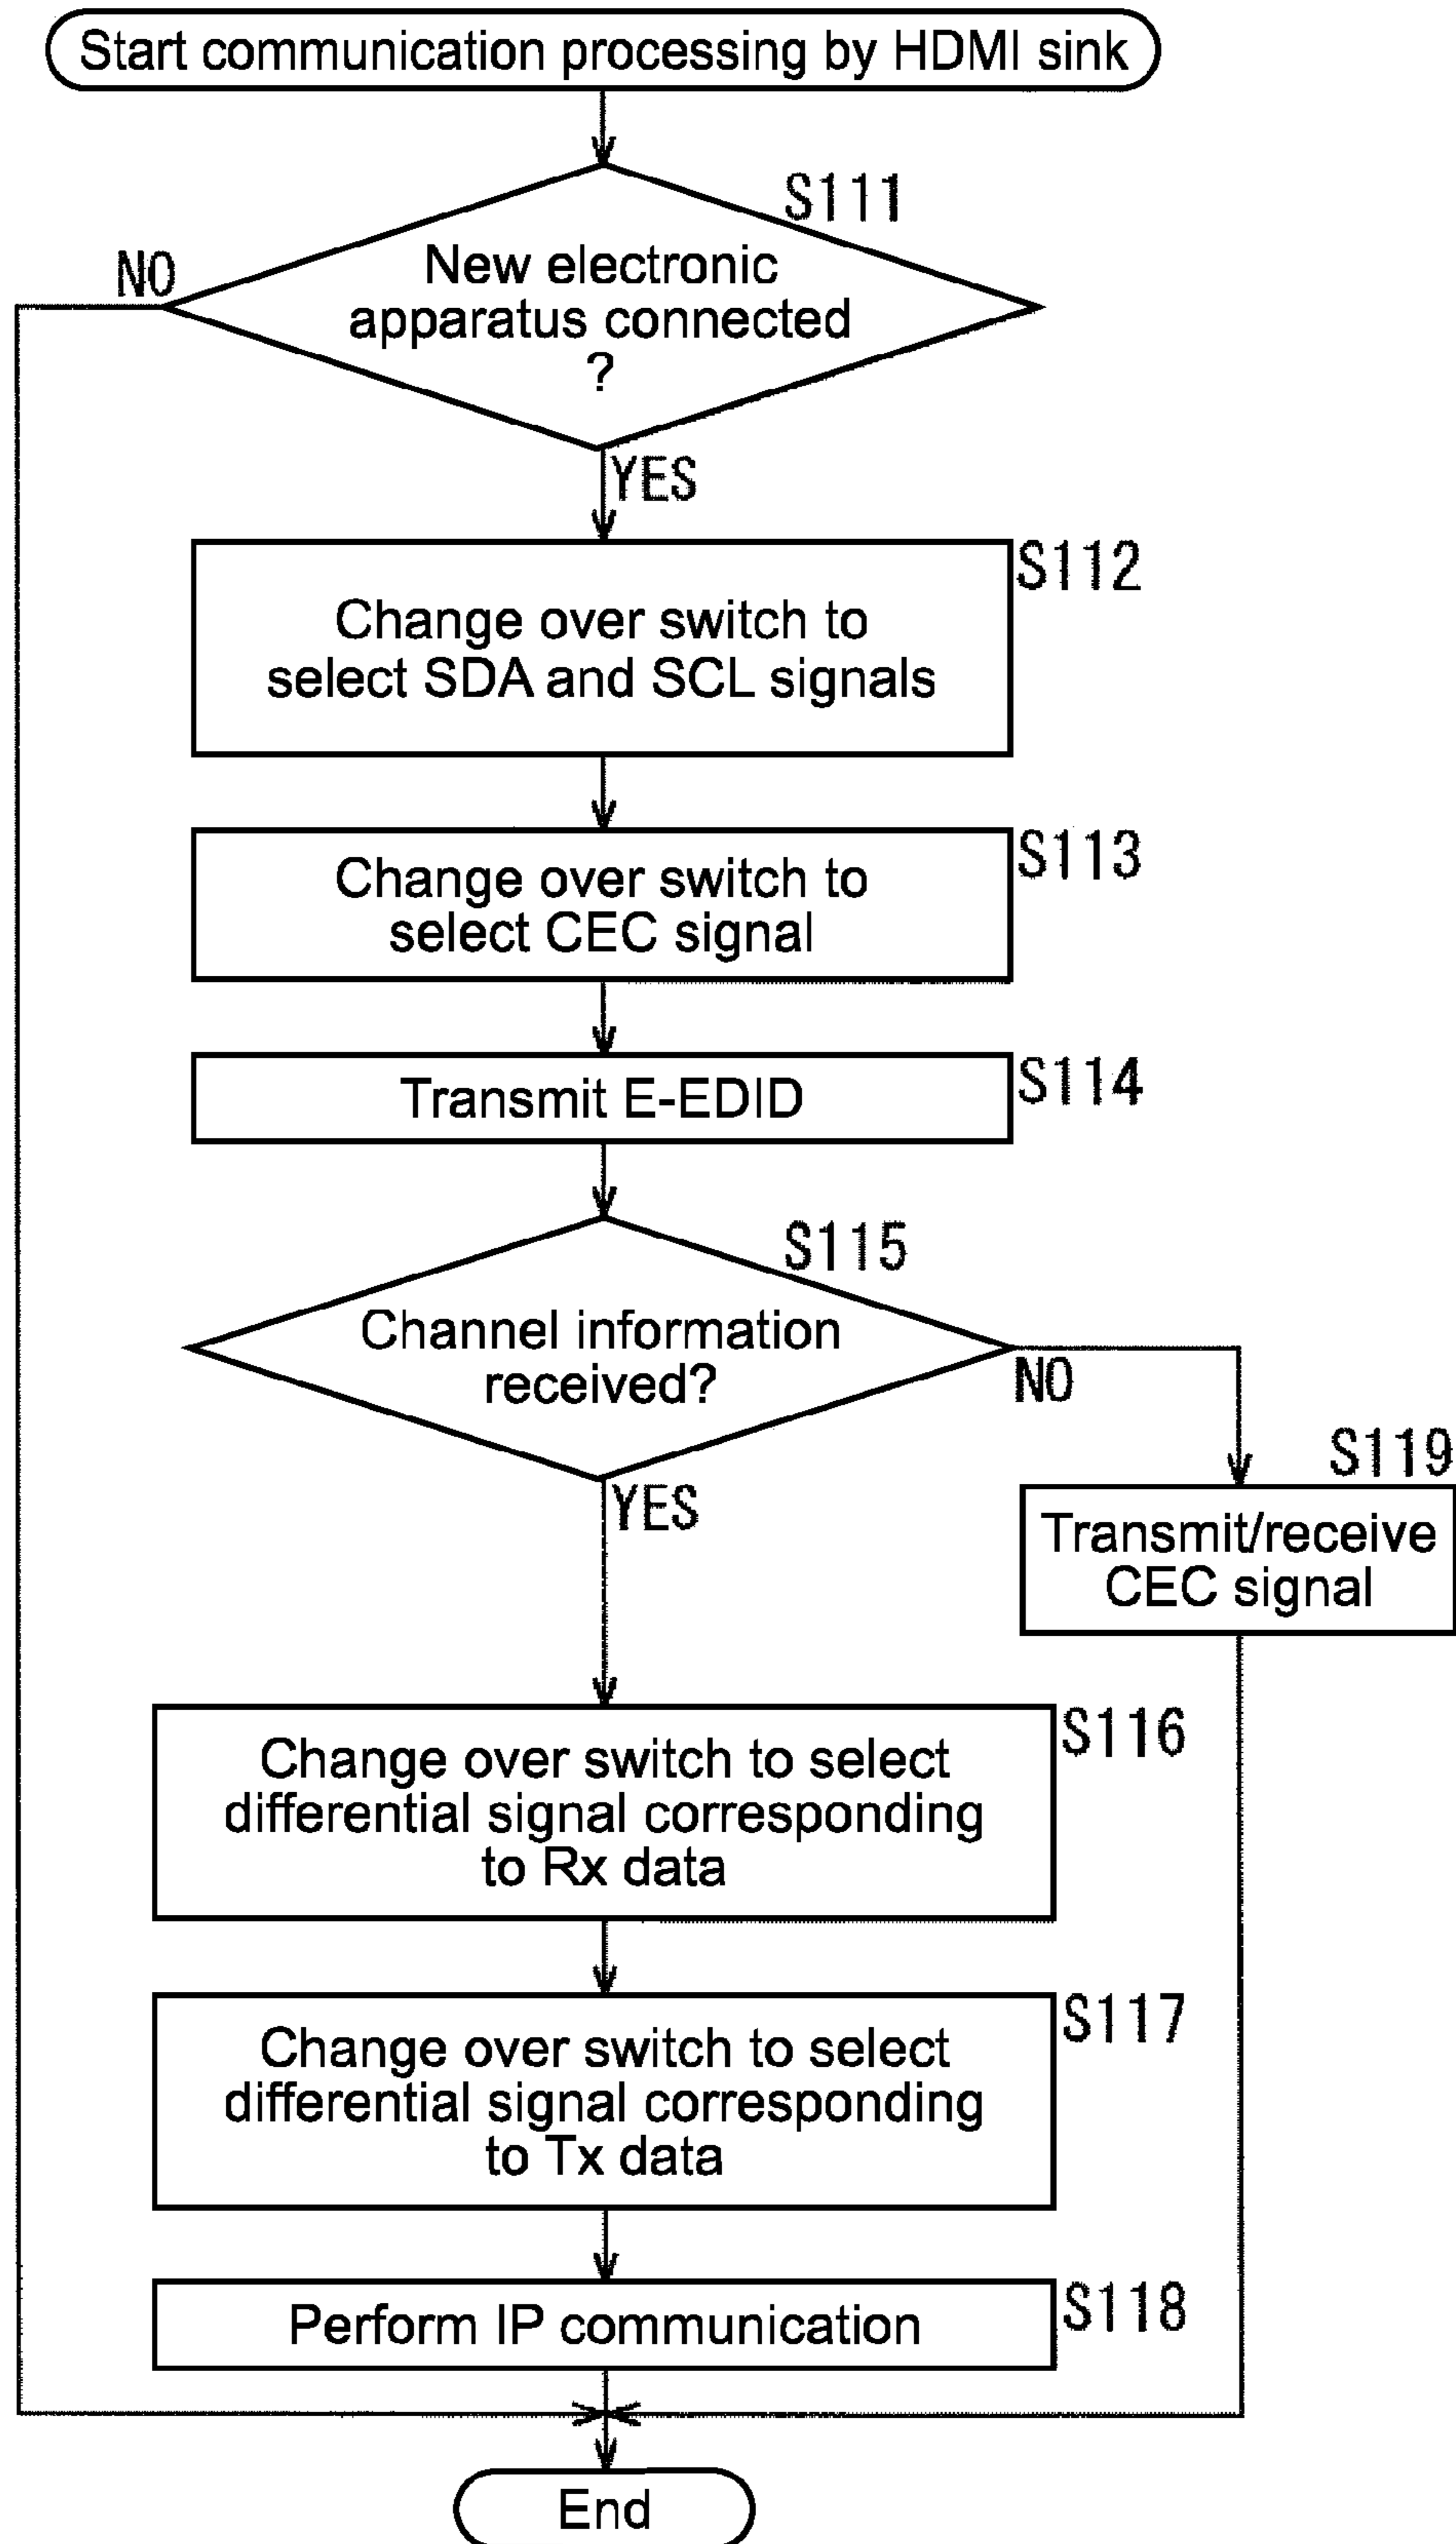 Start communication processing by HDMI sink
S111
NO
New electronic
apparatus connected
?
YES
S112
Change over switch to
select SDA and SCL signals
S113
Change over switch to
select CEC signal
S114
Transmit E-EDID
S115
Channel information
received?
NO
YES
S119
Transmit/receive
CEC signal
S116
Change over switch to select
differential signal corresponding
to Rx data
S117
Change over switch to select
differential signal corresponding
to Tx data
S118
Perform IP communication
End